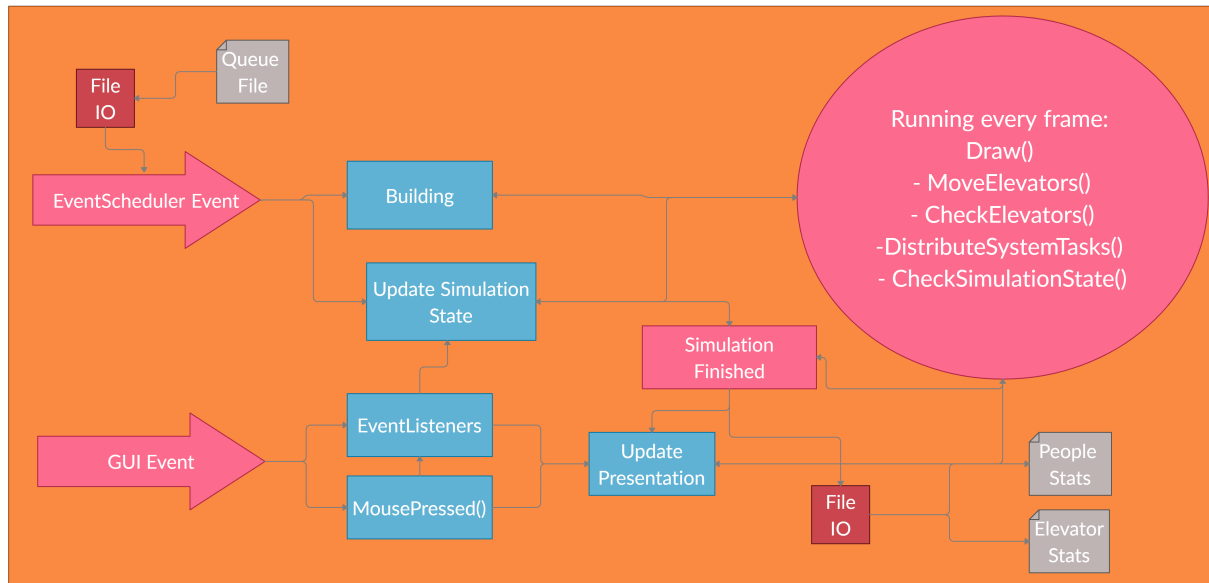 Queue
File
File
IO
EventScheduler Event
Building
Running every frame:
Draw()
- MoveElevators()
- CheckElevators()
-DistributeSystemTasks()
- CheckSimulationState()
Update Simulation
State
Simulation
Finished
GUI Event
EventListeners
MousePressed()
Update
Presentation
File
IO
People
Stats
Elevator
Stats